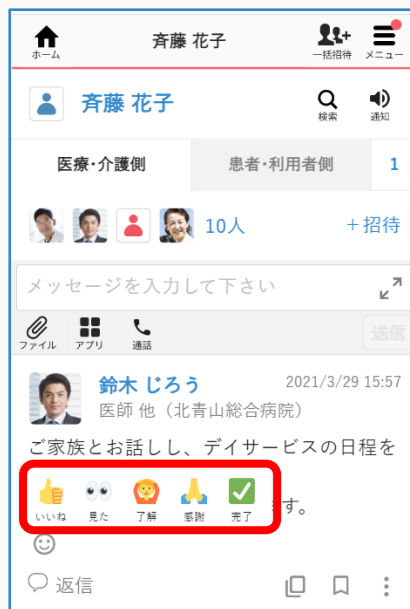 斉藤 花子
ホーム
一括招待
メニュー
斉藤 花子
検索
通知
医療・介護側
患者・利用者側
1
10人
+招待
メッセージを入力して下さい
ファイル
アプリ
通話
送信
鈴木 じろう
2021/3/29 15:57
医師 他（北青山総合病院）
ご家族とお話しし、デイサービスの日程を
いいね
見た
了解
感謝
完了
す。
返信